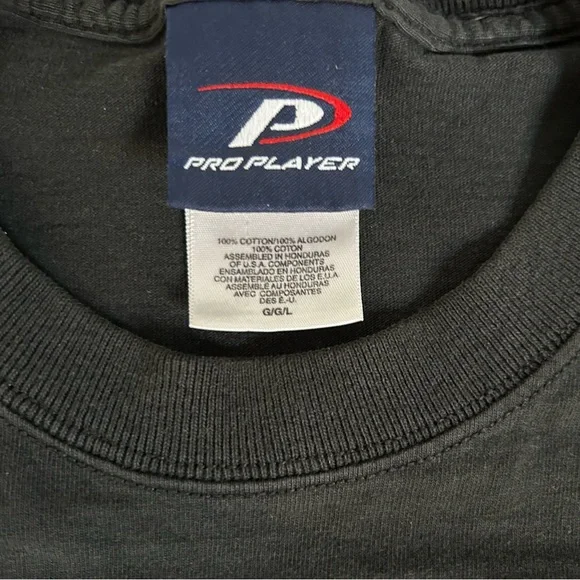 P
PRO PLAYER
100% COTTON/100% ALGODON
100% COTON
ASSEMBLED IN HONDURAS
OF U.S.A. COMPONENTS
ENSAMBLADO EN HONDURAS
CON MATERIALES DE LOS E.U.A.
ASSEMBLE AU HONDURAS
AVEC COMPOSANTES
DES É.-U.
G/G/L